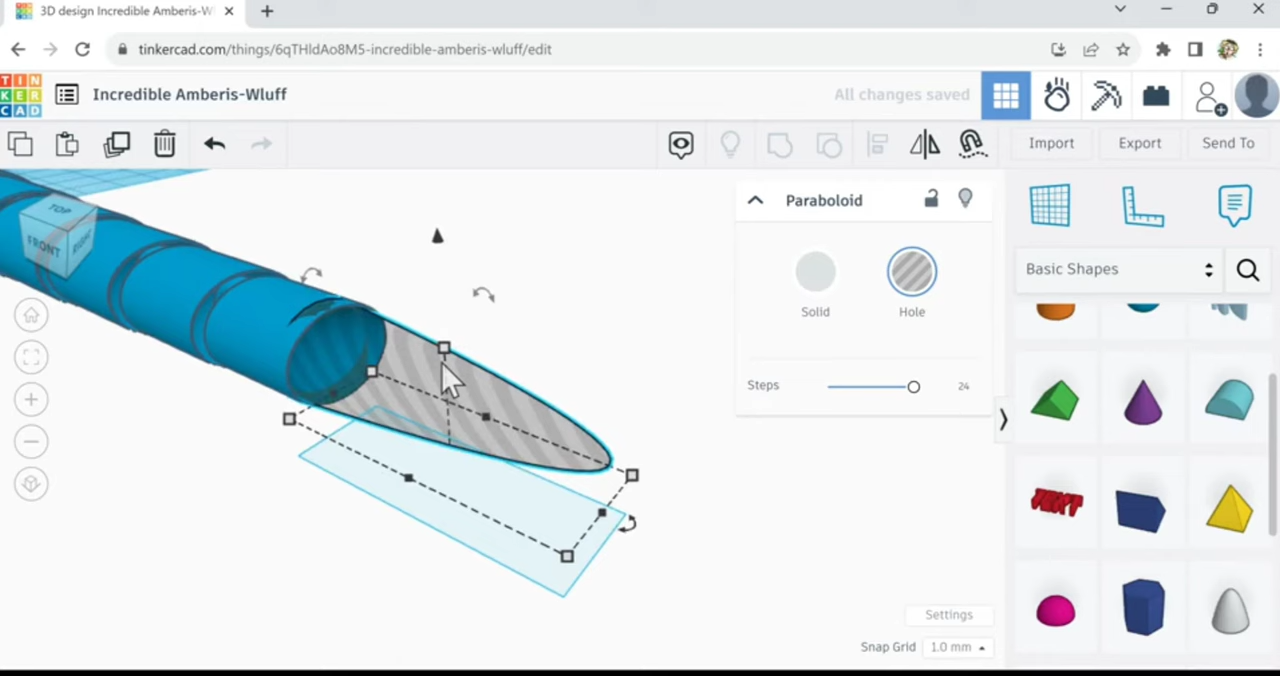 3D design Incredible Amberis-W
tinkercad.com/things/6qTHIdAo8M5-incredible-amberis-wluff/edit
TIN
KER
CAD
Incredible Amberis-Wluff
All changes saved
Import
Export
Send To
TOP
FRONT
RIGHT
Paraboloid
Solid
Hole
Steps
24
Basic Shapes
TEXT
Settings
Snap Grid
1.0 mm